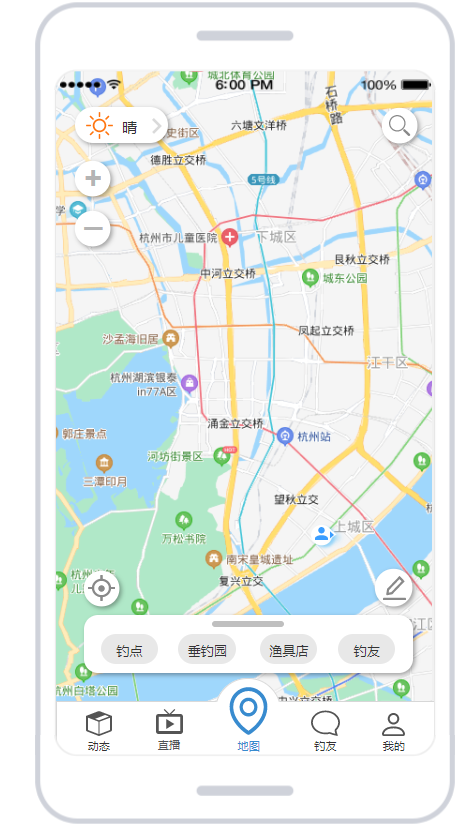 城北体育公园
6:00 PM
100%
石桥路
晴
史街区
六塘文洋桥
德胜立交桥
5号线
学
杭州市儿童医院
下城区
艮秋立交桥
中河立交桥
城东公园
凤起立交桥
沙孟海旧居
江干区
杭州湖滨银泰
in77A区
涌金立交桥
郭庄景点
杭州站
河坊街景区
HOT
三潭印月
望秋立交
上城区
万松书院
南宋皇城遗址
复兴立交
杭州
儿
江
钓点
垂钓园
渔具店
钓友
杭州白塔公园
动态
直播
地图
钓友
我的